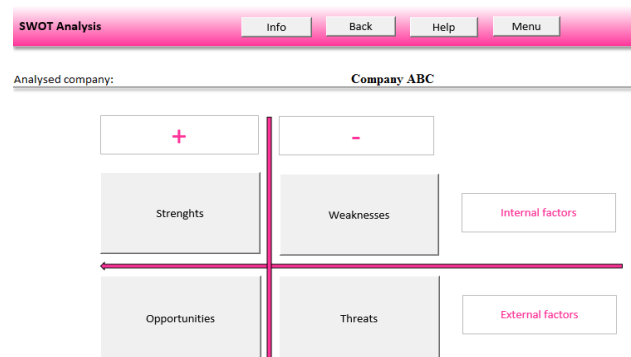 SWOT Analysis Info Back Help Menu
Analysed company: Company ABC
+ -
Strenghts Weaknesses Internal factors
Opportunities Threats External factors